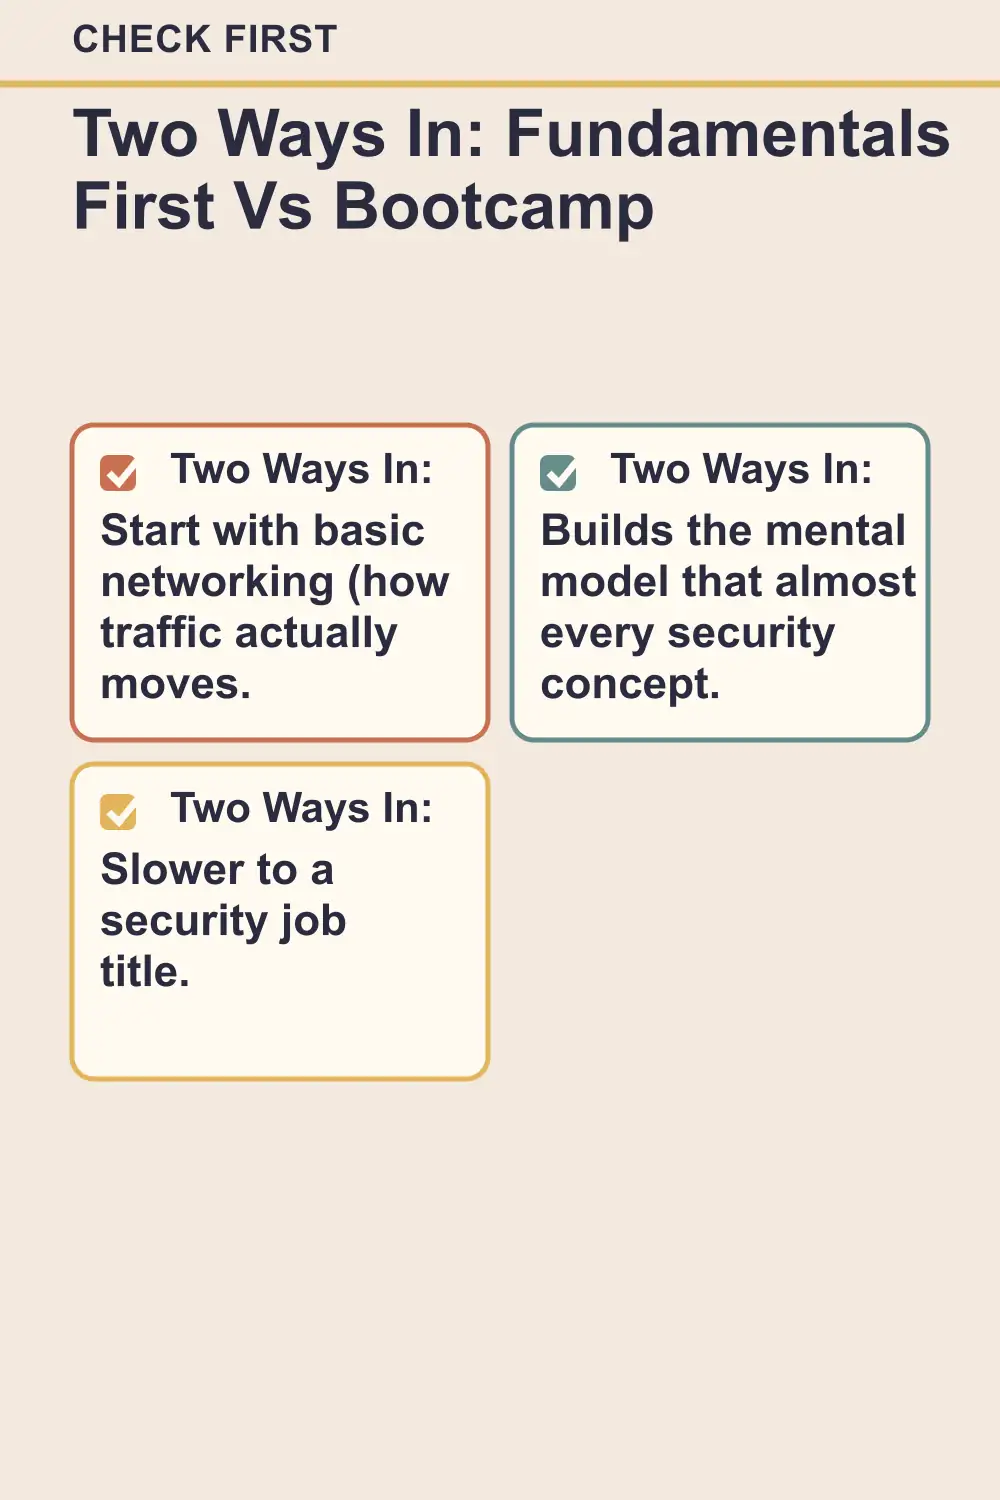 CHECK FIRST
Two Ways In: Fundamentals
First Vs Bootcamp
Two Ways In:
Start with basic
networking (how
traffic actually
moves.
Two Ways In:
Builds the mental
model that almost
every security
concept.
Two Ways In:
Slower to a
security job
title.